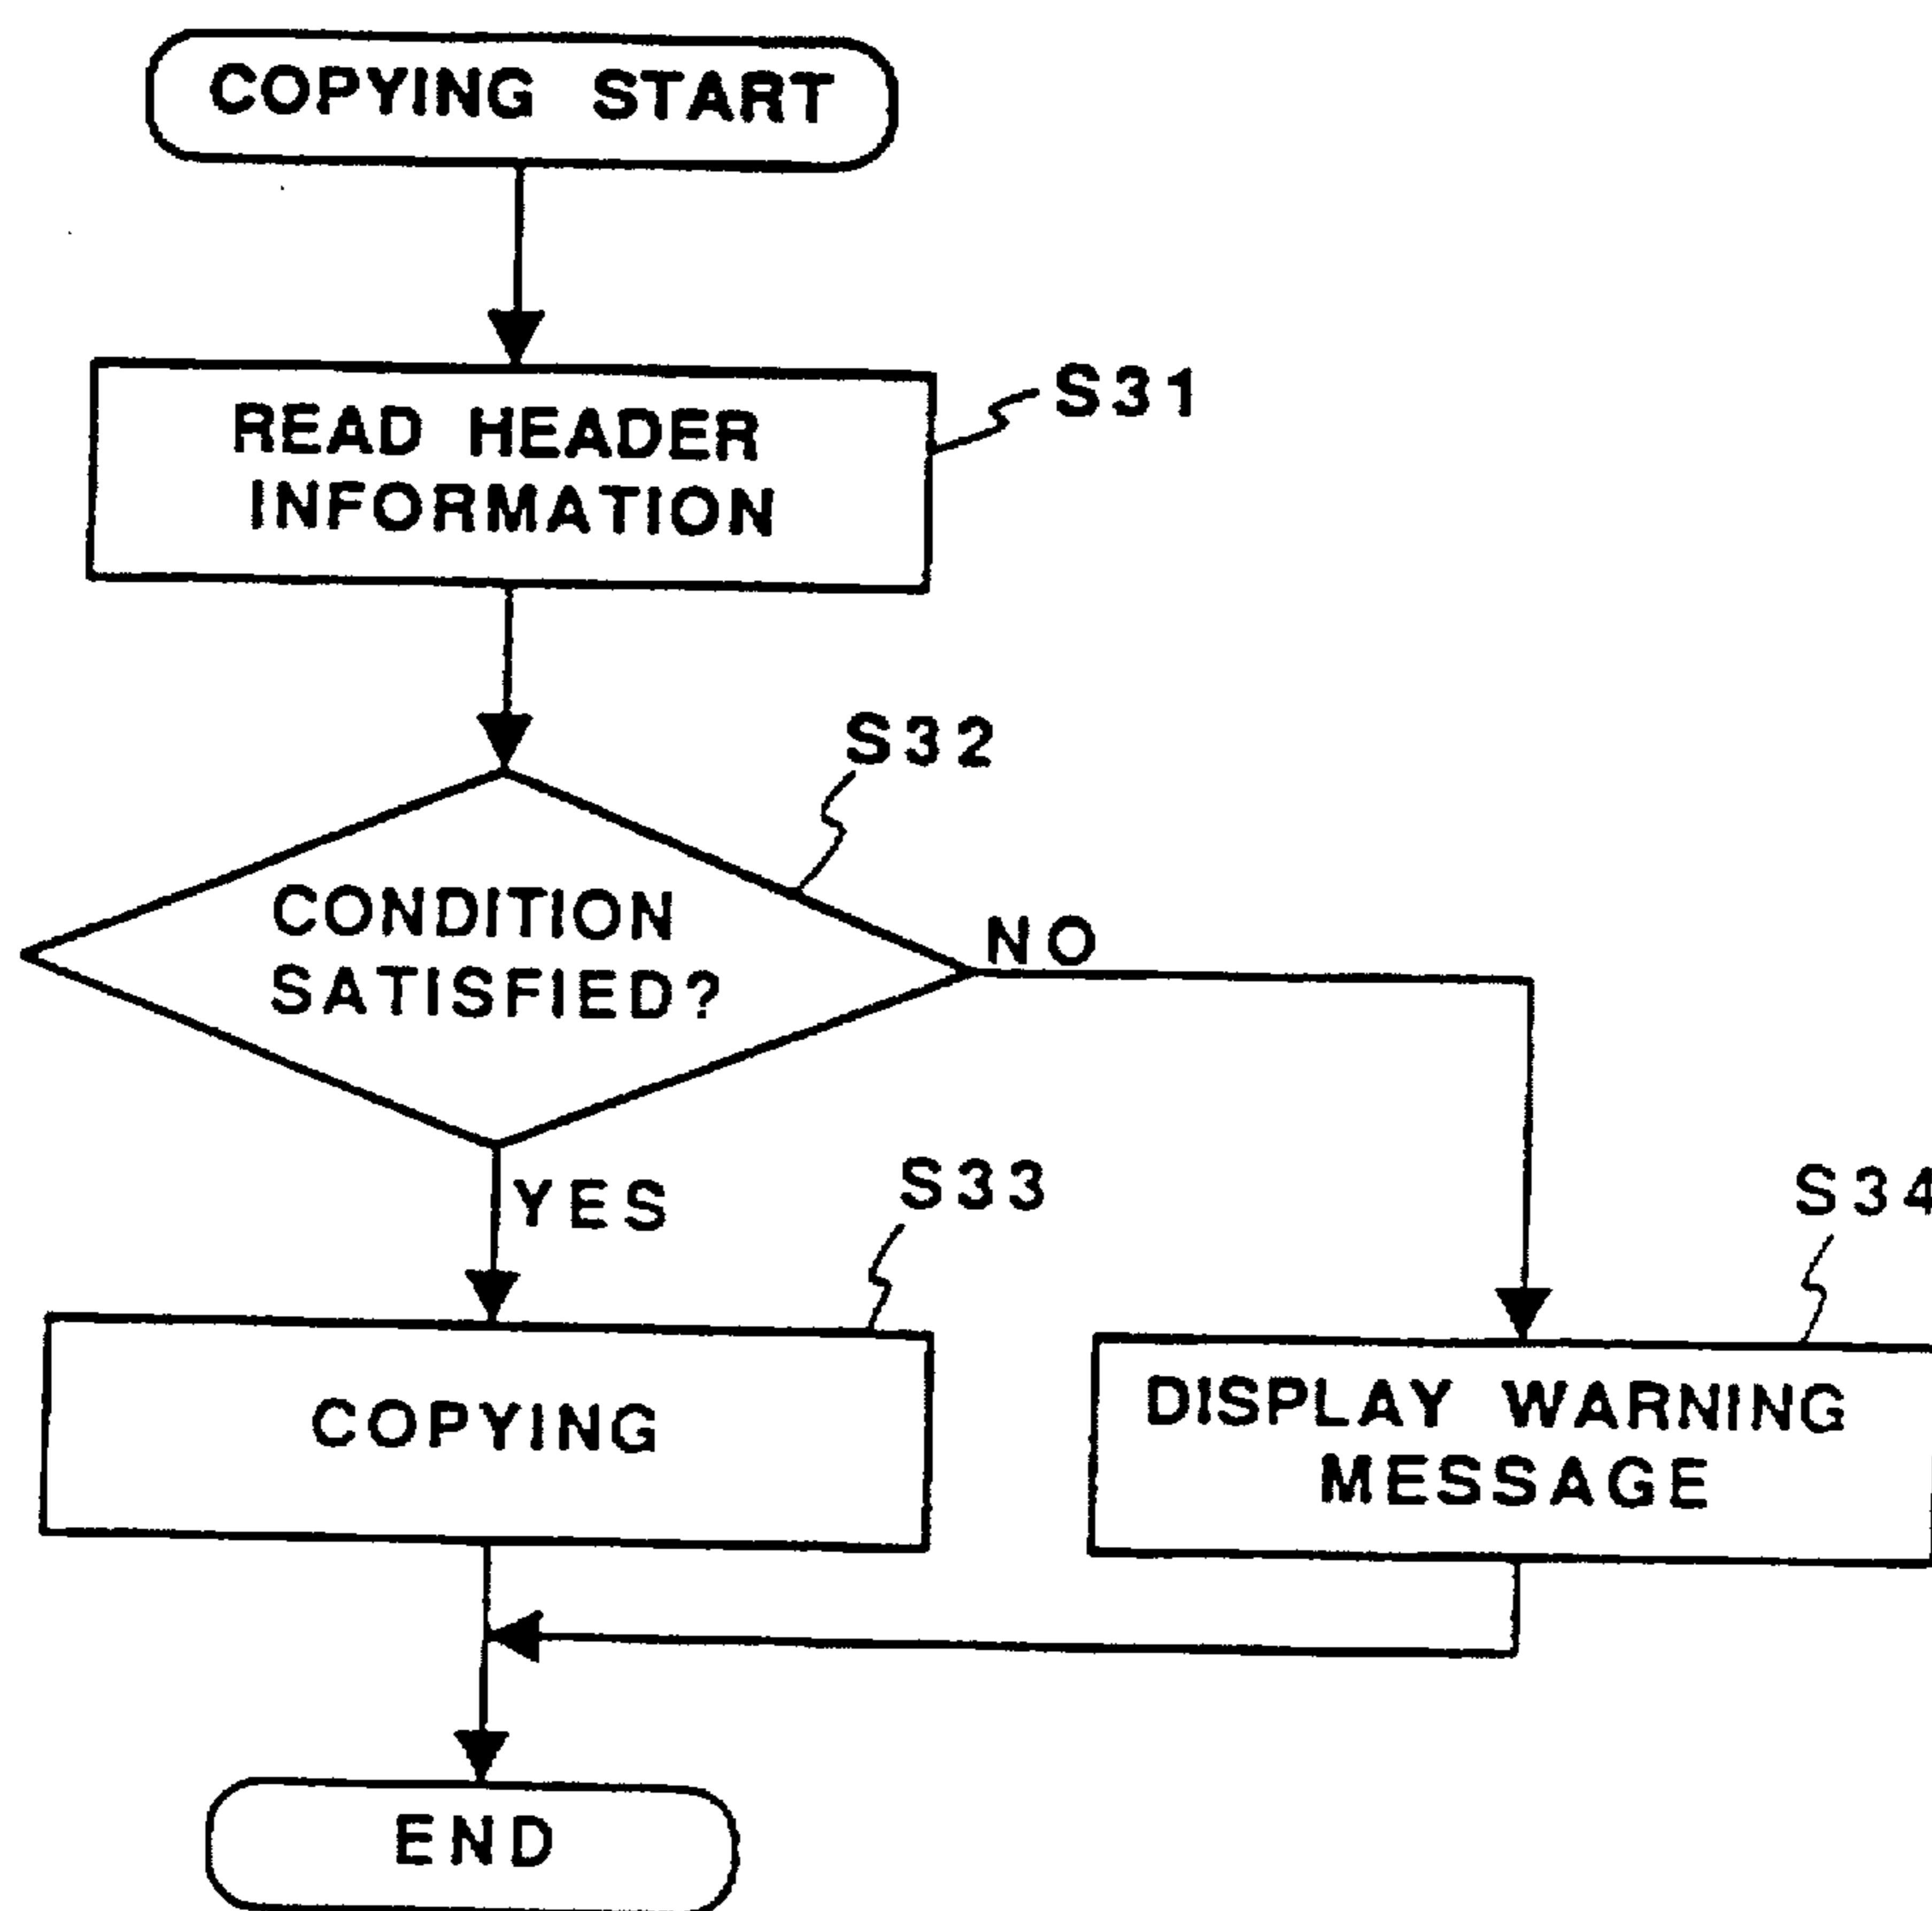 COPYING START
READ HEADER
INFORMATION
S31
S32
CONDITION
SATISFIED?
NO
YES
S33
S34
COPYING
DISPLAY WARNING
MESSAGE
END